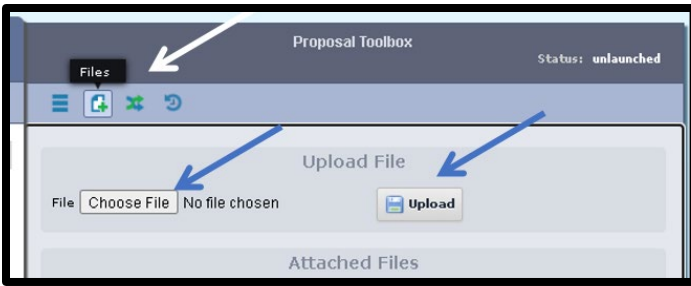 Proposal Toolbox
Status: unlaunched
Files
Upload File
File Choose File No file chosen Upload
Attached Files